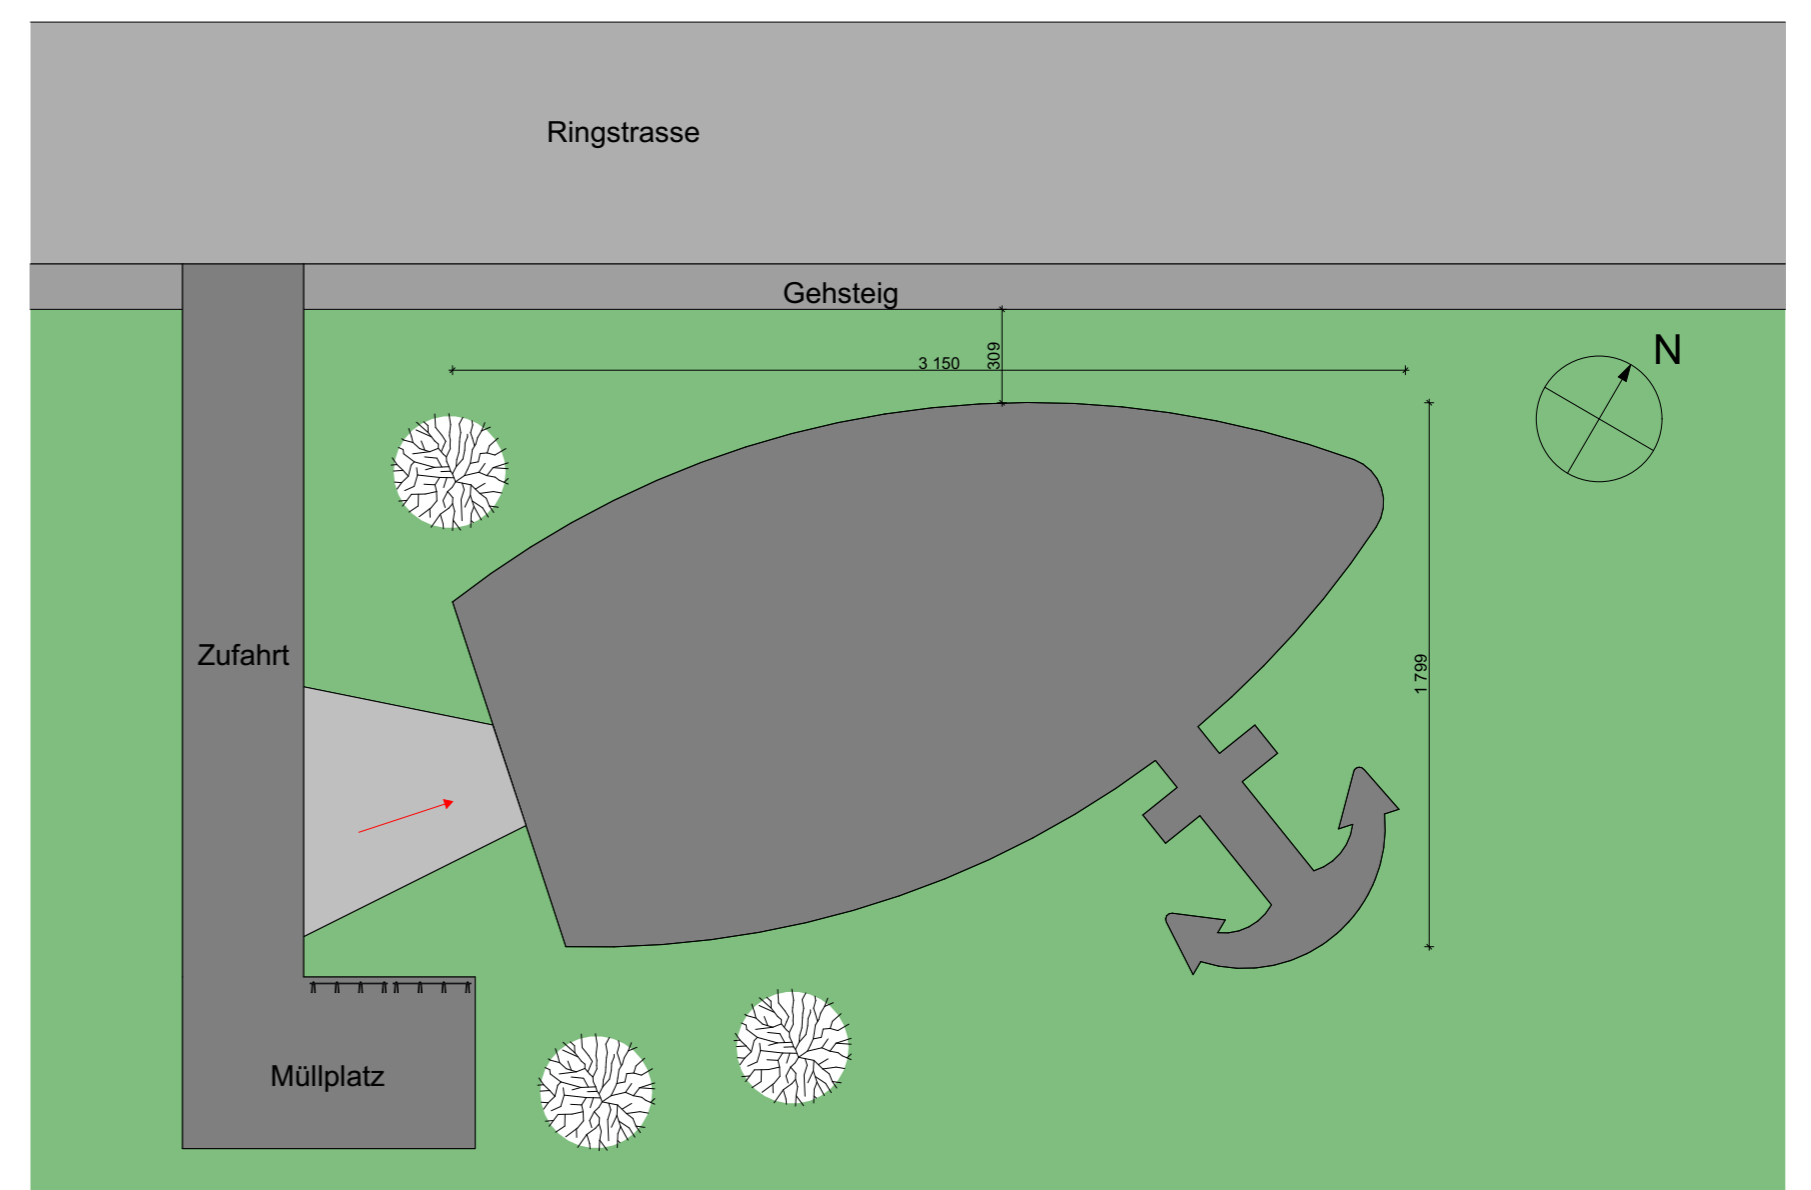 Ringstrasse
Gehsteig
309
3 150
N
Zufahrt
1 799
Müllplatz